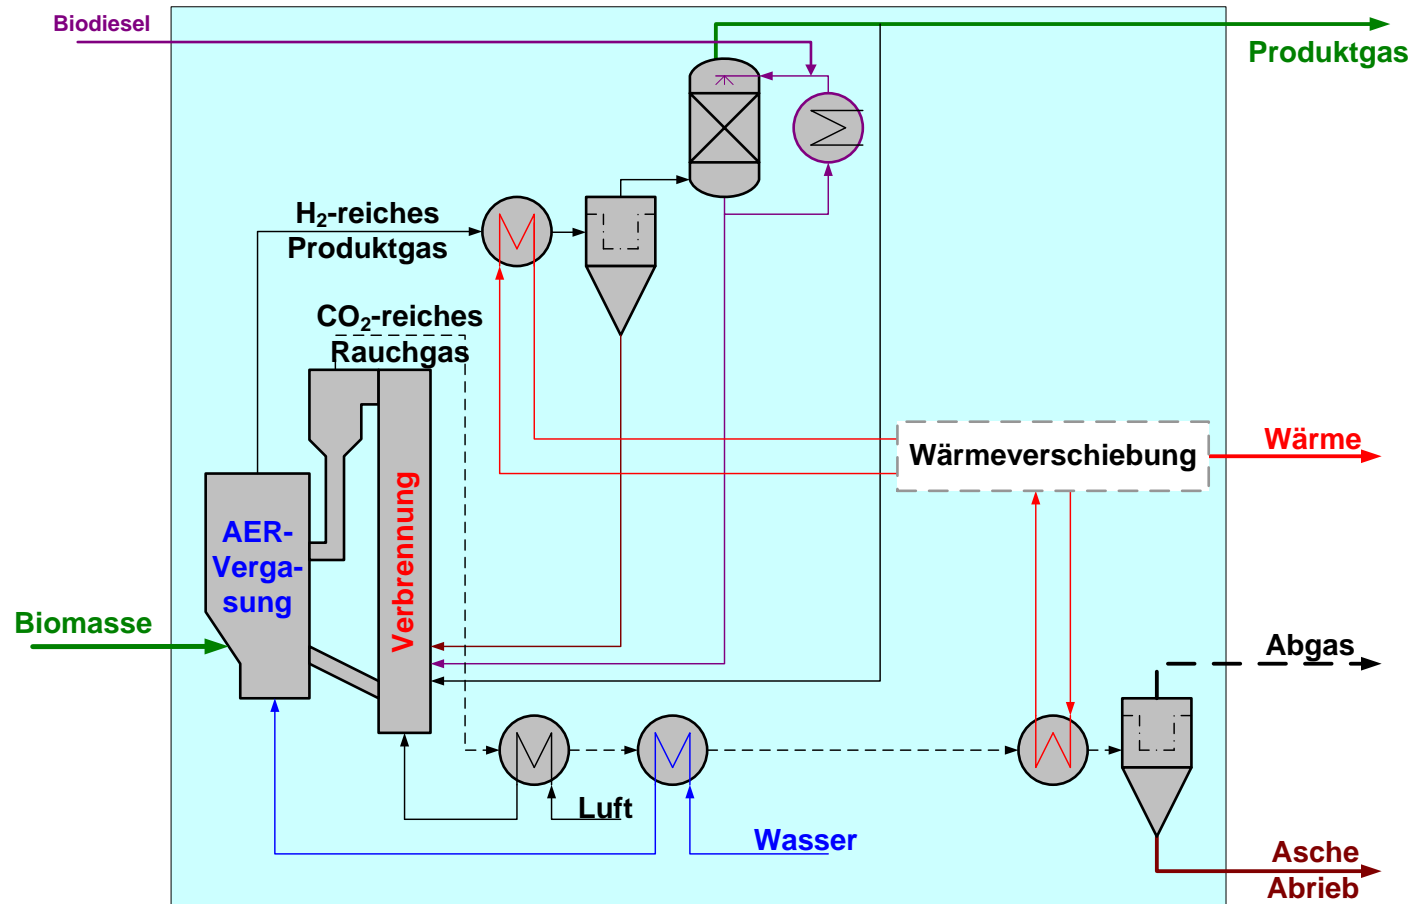 Biodiesel
Produktgas
H₂-reiches
Produktgas
CO₂-reiches
Rauchgas
Wärmeverschiebung
Wärme
AER-
Verga-
sung
Verbrennung
Biomasse
Abgas
Luft
Wasser
Asche
Abrieb